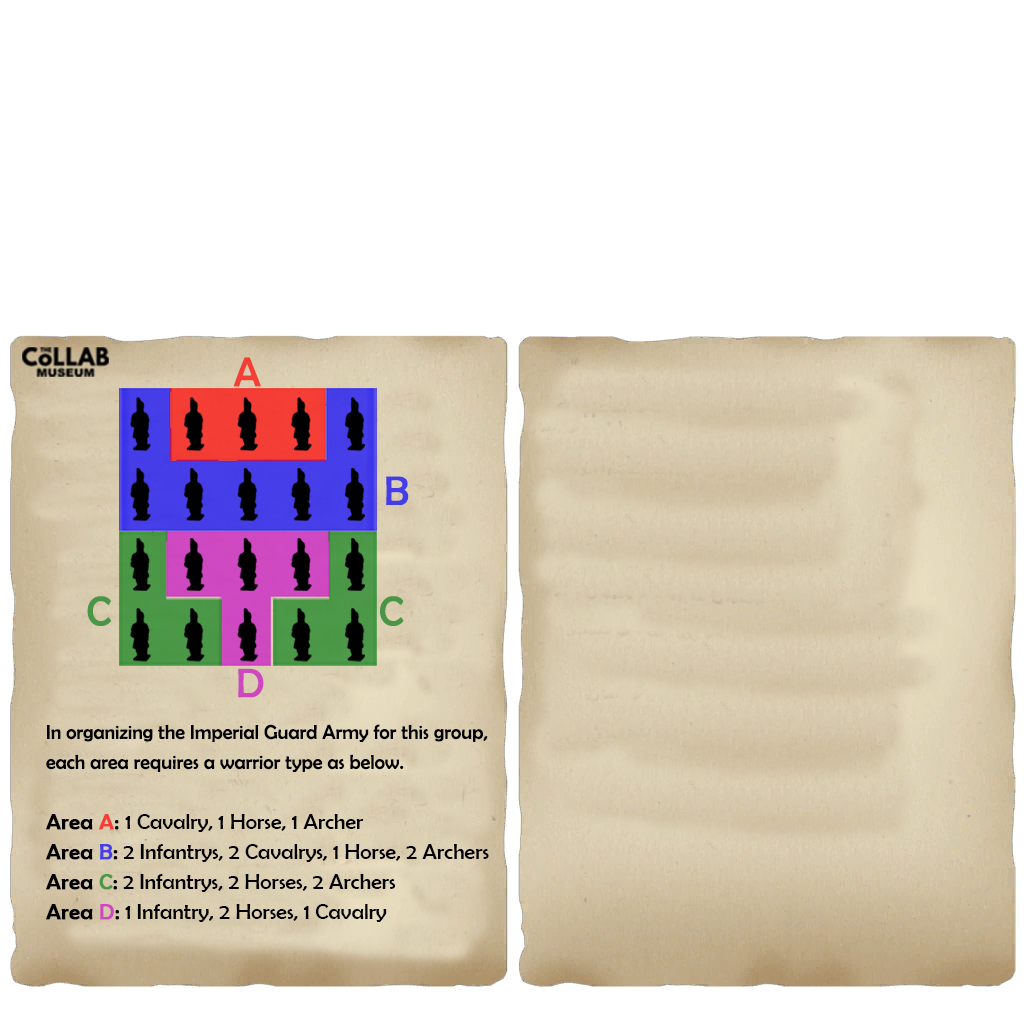 THE
CöLLAB
MUSEUM
A
B
C
C
D
In organizing the Imperial Guard Army for this group,
each area requires a warrior type as below.
Area A: 1 Cavalry, 1 Horse, 1 Archer
Area B: 2 Infantrys, 2 Cavalrys, 1 Horse, 2 Archers
Area C: 2 Infantrys, 2 Horses, 2 Archers
Area D: 1 Infantry, 2 Horses, 1 Cavalry